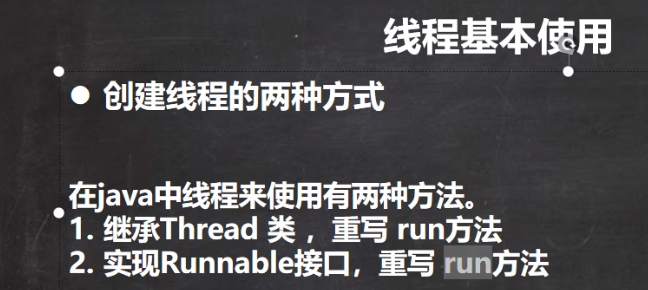 线程基本使用
● 创建线程的两种方式
在java中线程来使用有两种方法。
1. 继承Thread 类 ，重写 run方法
2. 实现Runnable接口，重写 run方法